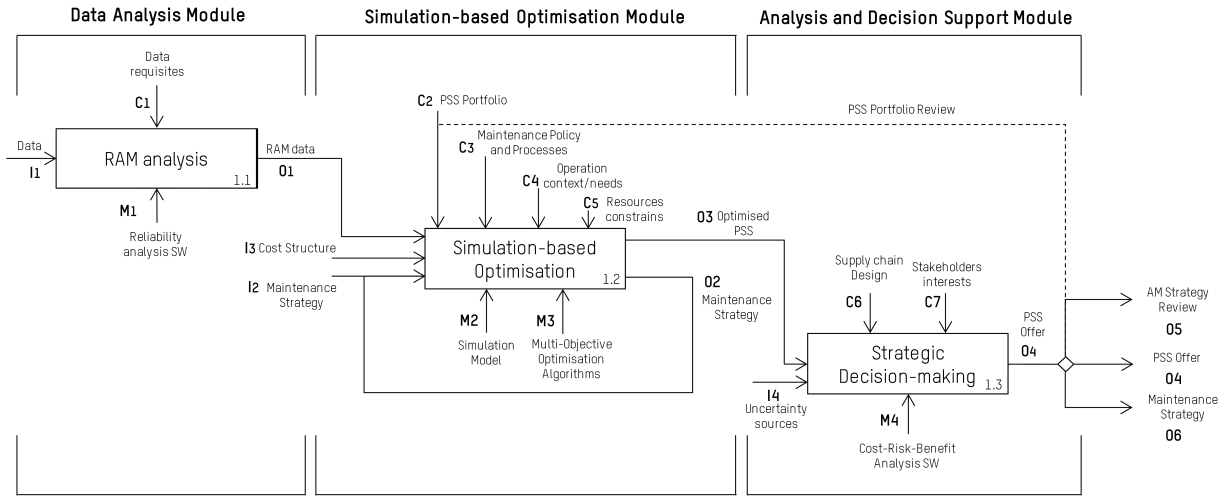 Data Analysis Module
Simulation-based Optimisation Module
Analysis and Decision Support Module
Data
requisites
C1
Data
I1
RAM analysis
1.1
RAM data
O1
M1
Reliability
analysis SW
C2 PSS Portfolio
PSS Portfolio Review
C3
Maintenance Policy
and Processes
C4
Operation
context/needs
C5
Resources
constrains
I3 Cost Structure
I2 Maintenance
Strategy
Simulation-based
Optimisation
1.2
M2
Simulation
Model
M3
Multi-Objective
Optimisation
Algorithms
O3 Optimised
PSS
O2
Maintenance
Strategy
Supply chain
Design
C6
Stakeholders
interests
C7
Strategic
Decision-making
1.3
I4
Uncertainty
sources
M4
Cost-Risk-Benefit
Analysis SW
PSS
Offer
O4
AM Strategy
Review
O5
PSS Offer
O4
Maintenance
Strategy
O6